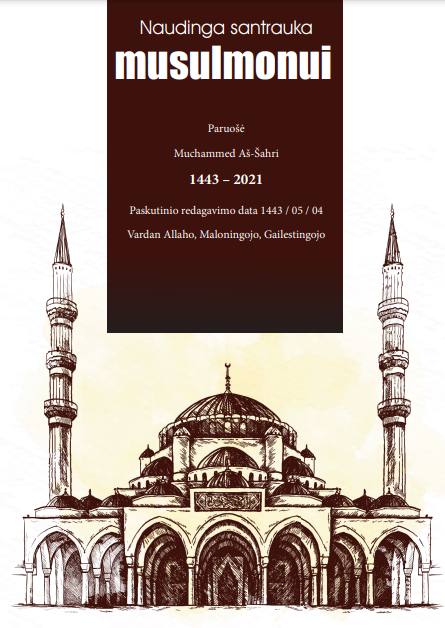 Naudinga santrauka
musulmonui
Paruošė
Muchammed Aš-Šahri
1443 – 2021
Paskutinio redagavimo data 1443 / 05 / 04
Vardan Allaho, Maloningojo, Gailestingojo